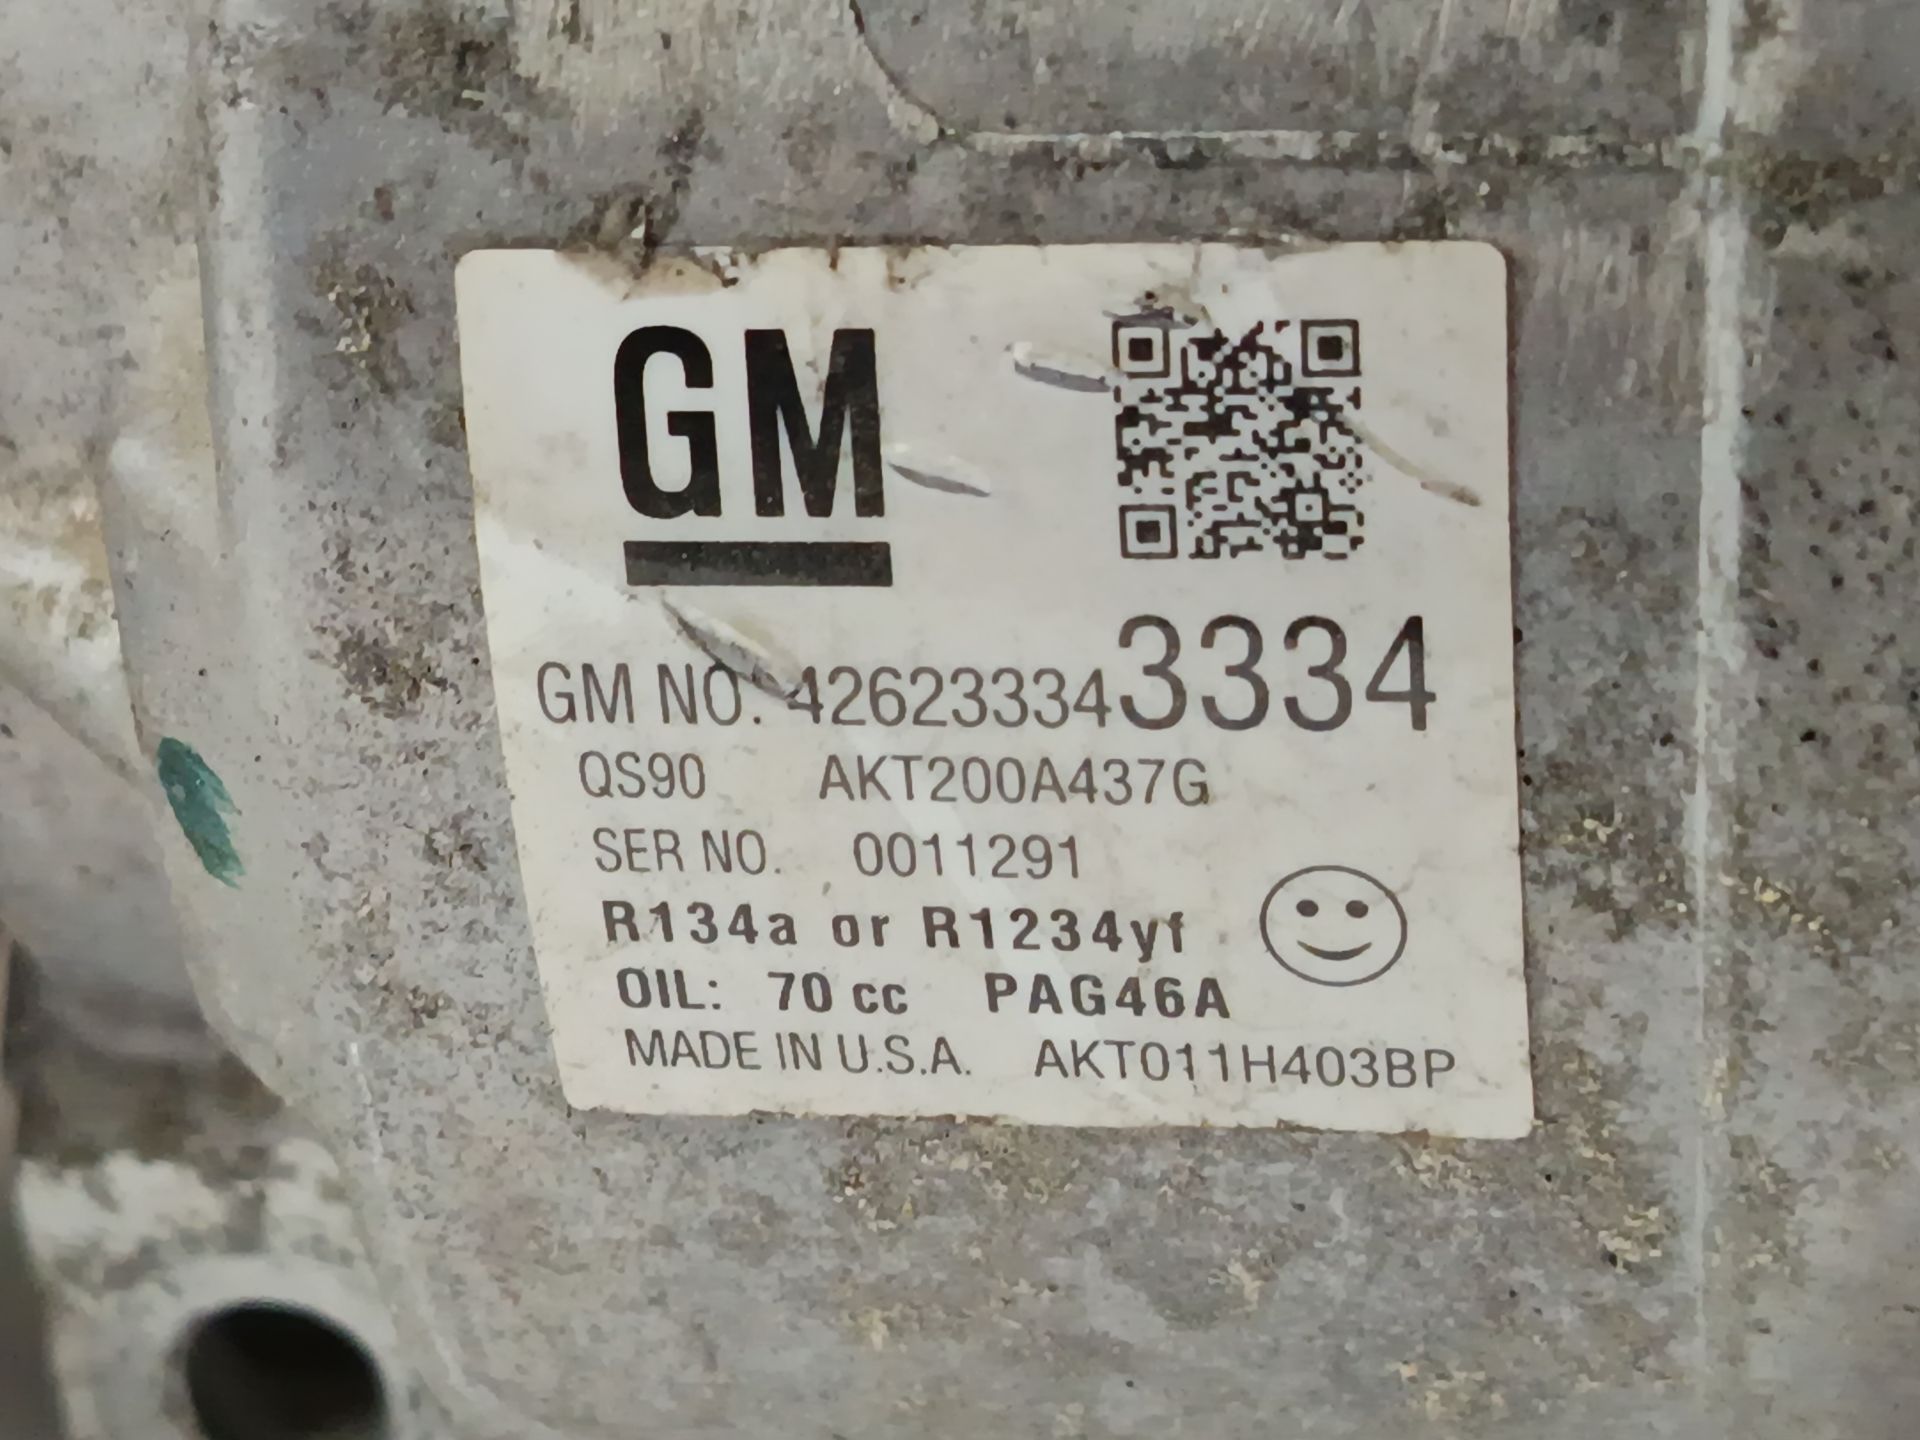 GM
GM NO. 42623334 3334
QS90 AKT200A437G
SER NO. 0011291
R134a or R1234yf
OIL: 70 cc PAG46A
MADE IN U.S.A. AKT011H403BP